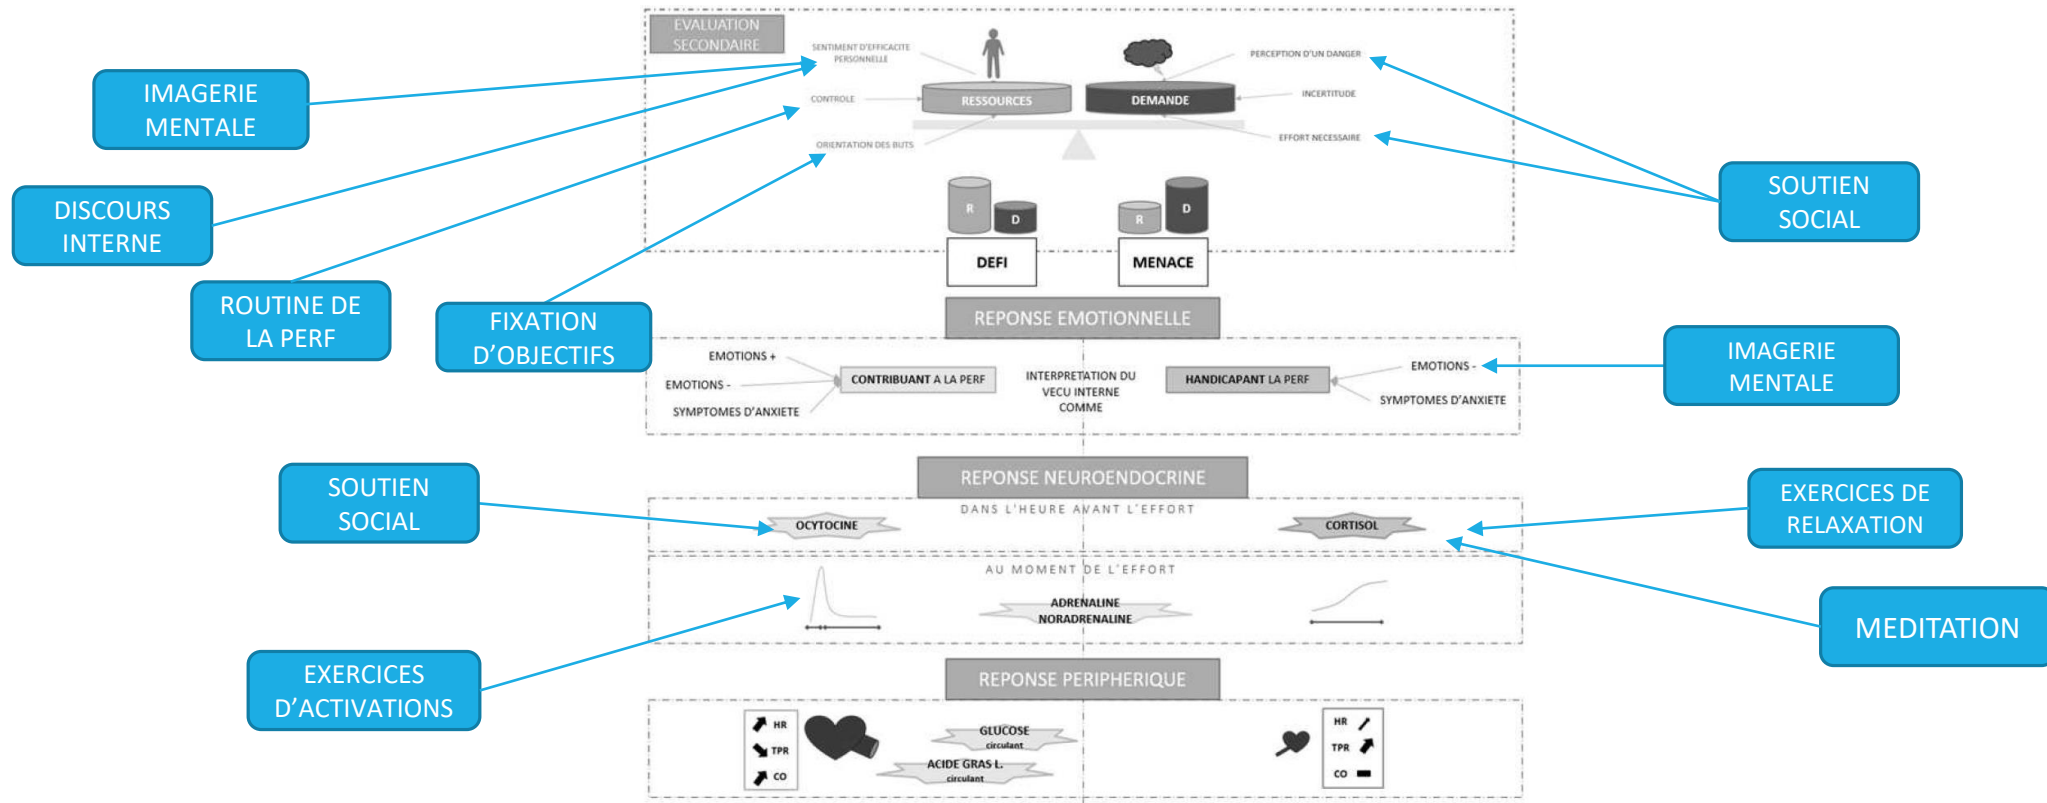 EVALUATION
SECONDAIRE
SENTIMENT D'EFFICACITE
PERSONNELLE
PERCEPTION D'UN DANGER
IMAGERIE
MENTALE
CONTROLE
RESSOURCES
DEMANDE
INCERTITUDE
ORIENTATION DES BUTS
EFFORT NECESSAIRE
DISCOURS
INTERNE
SOUTIEN
SOCIAL
R
D
R
D
DEFI
MENACE
ROUTINE DE
LA PERF
FIXATION
D’OBJECTIFS
REPONSE EMOTIONNELLE
EMOTIONS +
EMOTIONS -
SYMPTOMES D'ANXIETE
CONTRIBUANT A LA PERF
INTERPRETATION DU
VECU INTERNE
COMME
HANDICAPANT LA PERF
EMOTIONS -
SYMPTOMES D'ANXIETE
IMAGERIE
MENTALE
REPONSE NEUROENDOCRINE
SOUTIEN
SOCIAL
DANS L'HEURE AVANT L'EFFORT
OCYTOCINE
CORTISOL
EXERCICES DE
RELAXATION
AU MOMENT DE L'EFFORT
ADRENALINE
NORADRENALINE
MEDITATION
EXERCICES
D’ACTIVATIONS
REPONSE PERIPHERIQUE
HR
TPR
CO
GLUCOSE
circulant
ACIDE GRAS L.
circulant
HR
TPR
CO